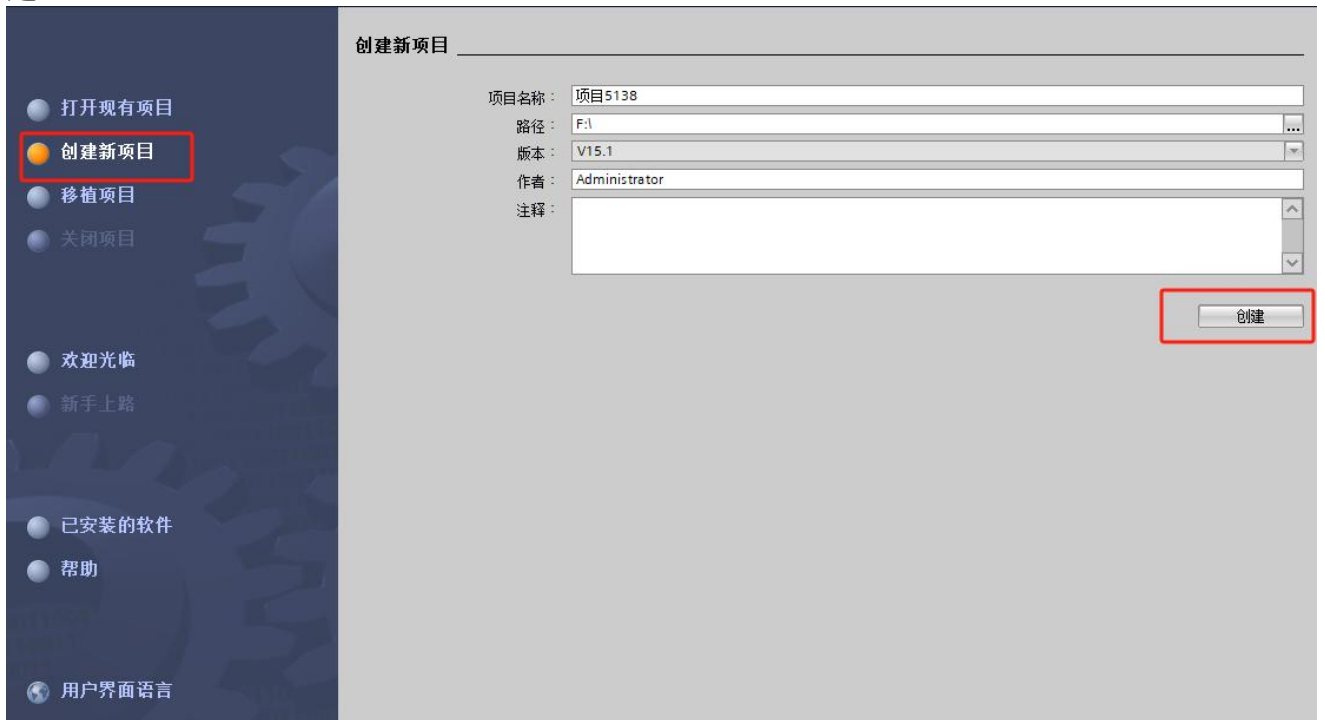 打开现有项目
创建新项目
移植项目
关闭项目
欢迎光临
新手上路
已安装的软件
帮助
用户界面语言
创建新项目
项目名称： 项目5138
路径： F:\ ...
版本： V15.1
作者： Administrator
注释：
创建